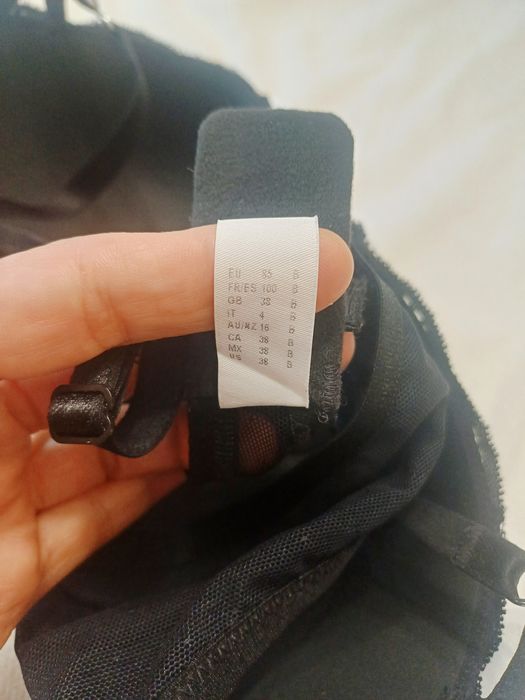 EU 85 B
FR/ES 100 B
GB 38 B
IT 4 B
AU/NZ 16 B
CA 38 B
MX 38 B
US 38 B